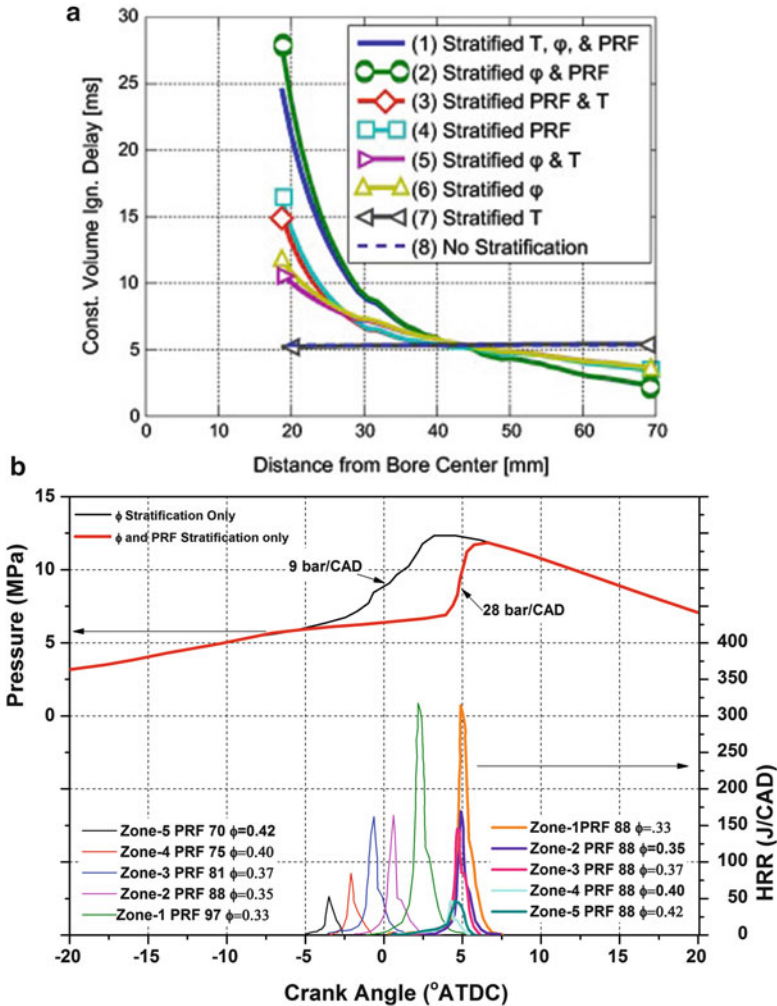 a
30
25
20
15
10
5
0
Const. Volume Ign. Delay [ms]
(1) Stratified T, φ, & PRF
(2) Stratified φ & PRF
(3) Stratified PRF & T
(4) Stratified PRF
(5) Stratified φ & T
(6) Stratified φ
(7) Stratified T
(8) No Stratification
0 10 20 30 40 50 60 70
Distance from Bore Center [mm]
b
15
10
5
0
Pressure (MPa)
ϕ Stratification Only
ϕ and PRF Stratification only
9 bar/CAD
28 bar/CAD
400
350
300
250
200
150
100
50
0
HRR (J/CAD)
Zone-5 PRF 70 ϕ=0.42
Zone-4 PRF 75 ϕ=0.40
Zone-3 PRF 81 ϕ=0.37
Zone-2 PRF 88 ϕ=0.35
Zone-1 PRF 97 ϕ=0.33
Zone-1PRF 88 ϕ=.33
Zone-2 PRF 88 ϕ=0.35
Zone-3 PRF 88 ϕ=0.37
Zone-4 PRF 88 ϕ=0.40
Zone-5 PRF 88 ϕ=0.42
-20 -15 -10 -5 0 5 10 15 20
Crank Angle (°ATDC)